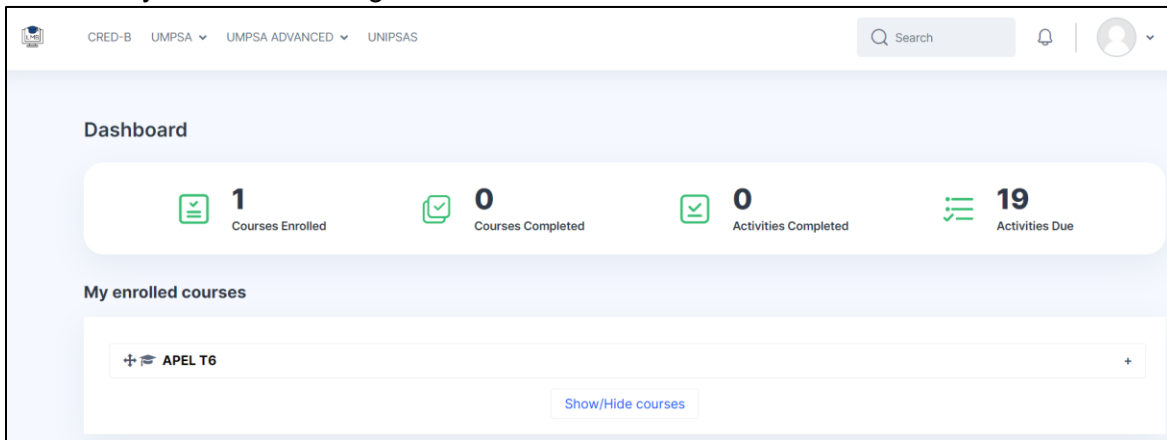 LMS
CRED-B UMPSA UMPSA ADVANCED UNIPSAS Search
Dashboard
1 0 0 19
Courses Enrolled Courses Completed Activities Completed Activities Due
My enrolled courses
APEL T6 +
Show/Hide courses